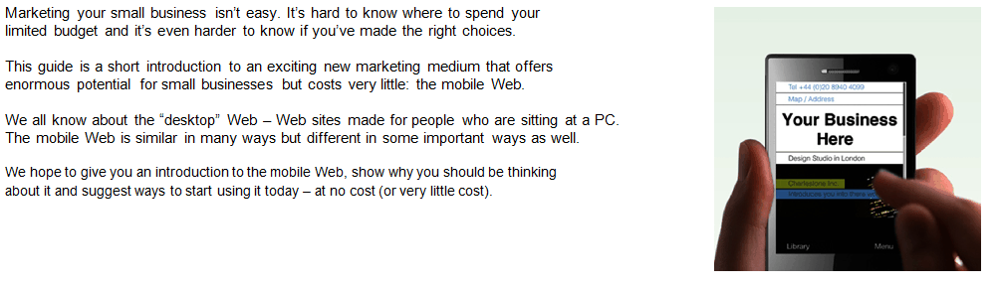 Marketing your small business isn’t easy. It’s hard to know where to spend your
limited budget and it’s even harder to know if you’ve made the right choices.
This guide is a short introduction to an exciting new marketing medium that offers
enormous potential for small businesses but costs very little: the mobile Web.
We all know about the “desktop” Web – Web sites made for people who are sitting at a PC.
The mobile Web is similar in many ways but different in some important ways as well.
We hope to give you an introduction to the mobile Web, show why you should be thinking
about it and suggest ways to start using it today – at no cost (or very little cost).
Tel +44 (0)20 8940 4099
Map / Address
Your Business
Here
Design Studio in London
Charlestons Inc.
Introduces you into there
Library
Menu